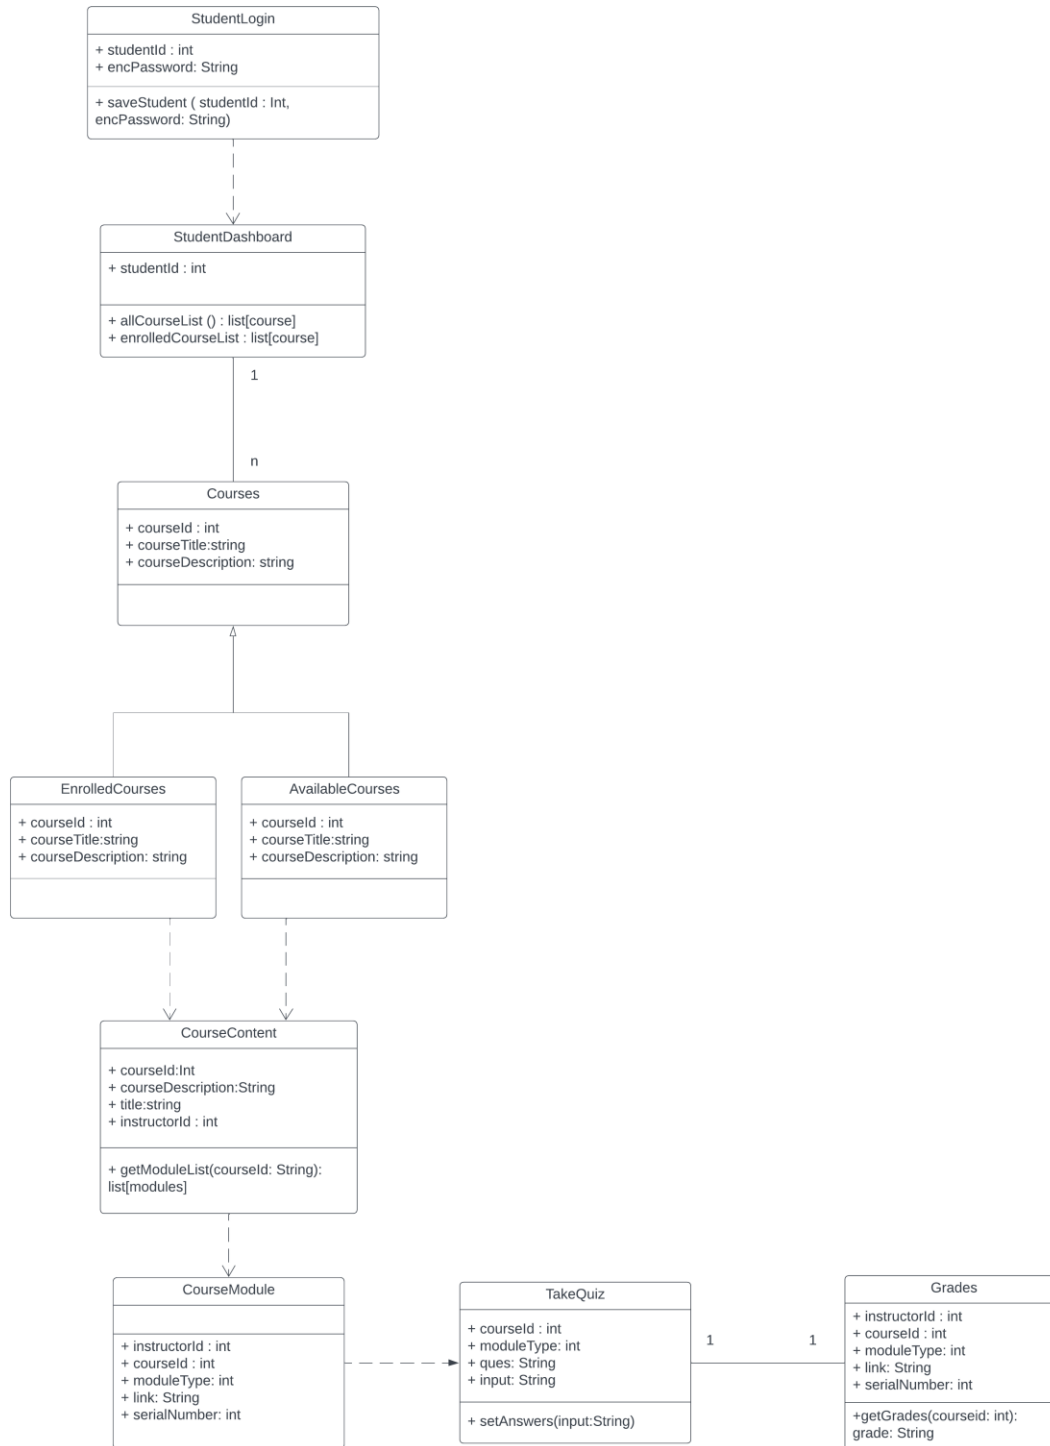 StudentLogin
+ studentId : int
+ encPassword: String
+ saveStudent ( studentId : Int,
encPassword: String)
StudentDashboard
+ studentId : int
+ allCourseList () : list[course]
+ enrolledCourseList : list[course]
1
n
Courses
+ courseId : int
+ courseTitle:string
+ courseDescription: string
EnrolledCourses
+ courseId : int
+ courseTitle:string
+ courseDescription: string
AvailableCourses
+ courseId : int
+ courseTitle:string
+ courseDescription: string
CourseContent
+ courseId:Int
+ courseDescription:String
+ title:string
+ instructorId : int
+ getModuleList(courseId: String):
list[modules]
CourseModule
+ instructorId : int
+ courseId : int
+ moduleType: int
+ link: String
+ serialNumber: int
TakeQuiz
+ courseId : int
+ moduleType: int
+ ques: String
+ input: String
+ setAnswers(input:String)
1
1
Grades
+ instructorId : int
+ courseId : int
+ moduleType: int
+ link: String
+ serialNumber: int
+getGrades(courseid: int):
grade: String